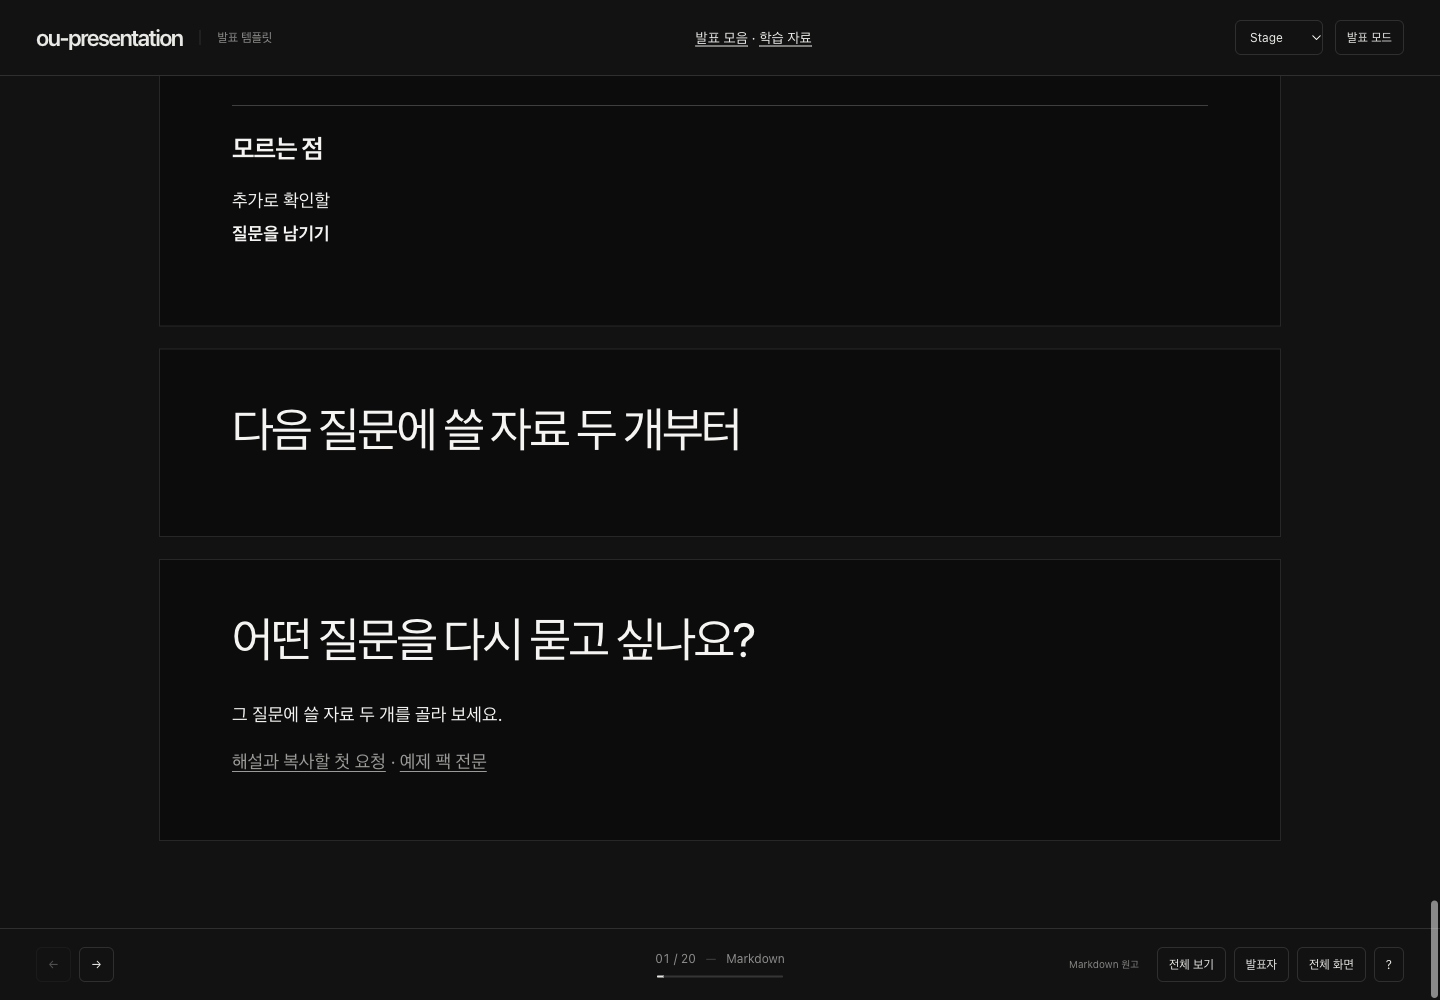 ou-presentation
발표 템플릿
발표 모음 · 학습 자료
Stage
발표 모드
모르는 점
추가로 확인할
질문을 남기기
다음 질문에 쓸 자료 두 개부터
어떤 질문을 다시 묻고 싶나요?
그 질문에 쓸 자료 두 개를 골라 보세요.
해설과 복사할 첫 요청 · 예제 팩 전문
← →
01 / 20 — Markdown
Markdown 원고
전체 보기
발표자
전체 화면
?